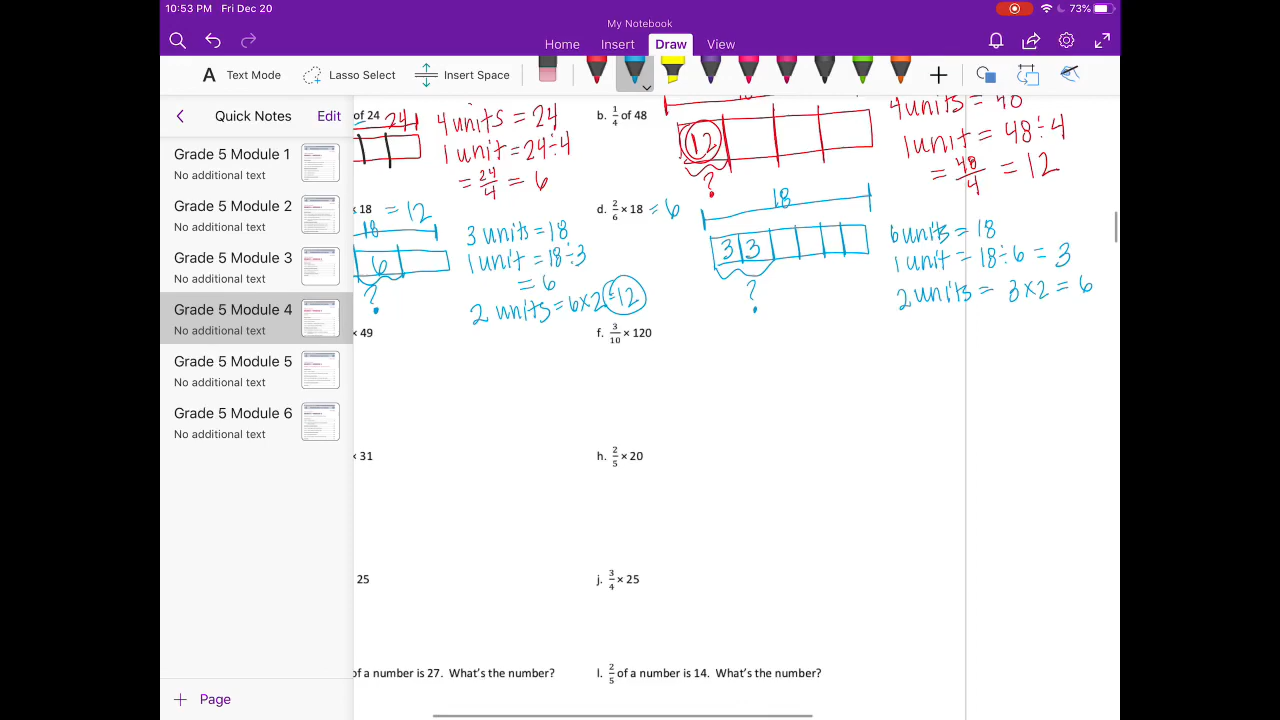 10:53 PM Fri Dec 20
73%
My Notebook
Home Insert Draw View
A Text Mode Lasso Select Insert Space
Quick Notes Edit
Grade 5 Module 1
No additional text
Grade 5 Module 2
No additional text
Grade 5 Module 3
No additional text
Grade 5 Module 4
No additional text
Grade 5 Module 5
No additional text
Grade 5 Module 6
No additional text
+ Page
of 24
24
4 units = 24
1 unit = 24÷4
= 24/4 = 6
b. 1/4 of 48
12
?
4 units = 48
1 unit = 48÷4
= 48/4 = 12
× 18 = 12
18
6
?
3 units = 18
1 unit = 18÷3
= 6
2 units = 6×2 = 12
d. 2/6 × 18 = 6
18
3 3
?
6 units = 18
1 unit = 18÷6 = 3
2 units = 3×2 = 6
× 49
f. 3/10 × 120
× 31
h. 2/5 × 20
25
j. 3/4 × 25
of a number is 27. What's the number?
l. 2/5 of a number is 14. What's the number?